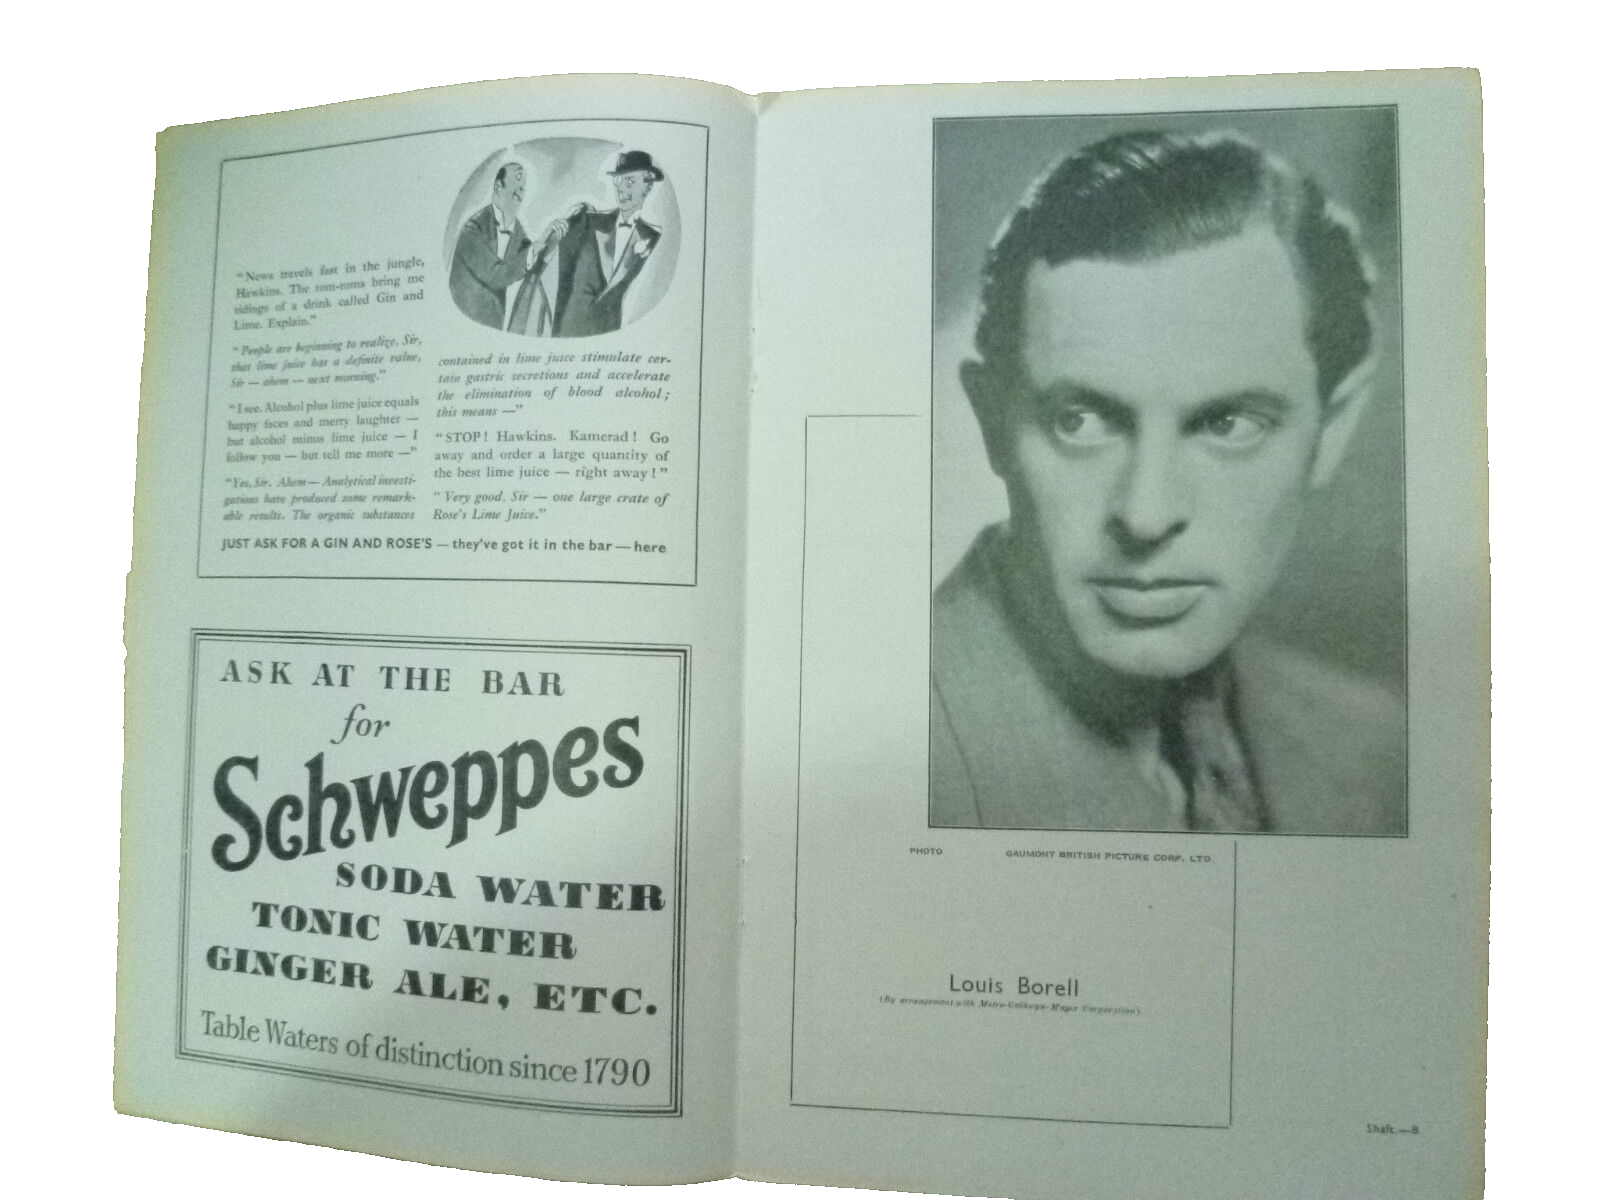 "News travels fast in the jungle,
Hawkins. The tom-toms bring me
tidings of a drink called Gin and
Lime. Explain."
"People are beginning to realize, Sir,
that lime juice has a definite value,
Sir — ahem — next morning."
"I see. Alcohol plus lime juice equals
happy faces and merry laughter —
but alcohol minus lime juice — I
follow you — but tell me more —"
"Yes, Sir. Ahem — Analytical investi-
gations have produced some remark-
able results. The organic substances
contained in lime juice stimulate cer-
tain gastric secretions and accelerate
the elimination of blood alcohol;
this means —"
"STOP! Hawkins. Kamerad! Go
away and order a large quantity of
the best lime juice — right away!"
"Very good, Sir — one large crate of
Rose's Lime Juice."
JUST ASK FOR A GIN AND ROSE'S — they've got it in the bar — here
ASK AT THE BAR
for
Schweppes
SODA WATER
TONIC WATER
GINGER ALE, ETC.
Table Waters of distinction since 1790
PHOTO GAUMONT BRITISH PICTURE CORP. LTD.
Louis Borell
(By arrangement with Metro-Goldwyn-Mayer Corporation)
Shaft.—8